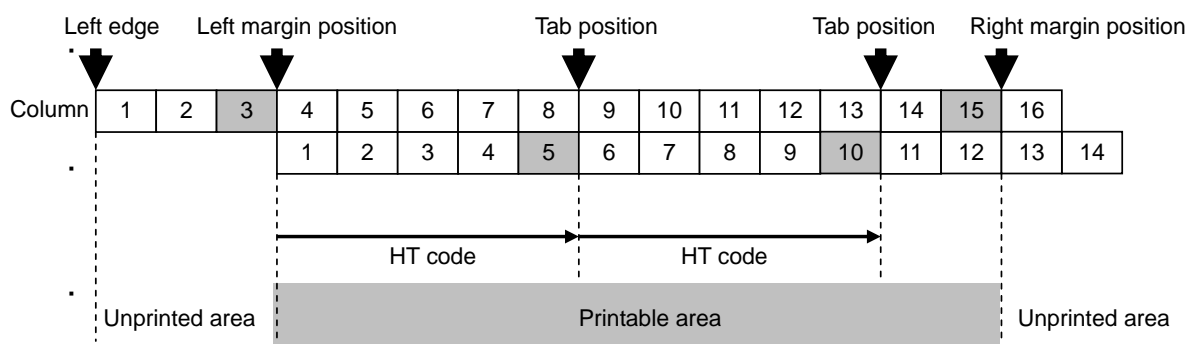 Left edge Left margin position Tab position Tab position Right margin position
Column 1 2 3 4 5 6 7 8 9 10 11 12 13 14 15 16
1 2 3 4 5 6 7 8 9 10 11 12 13 14
HT code HT code
Unprinted area Printable area Unprinted area